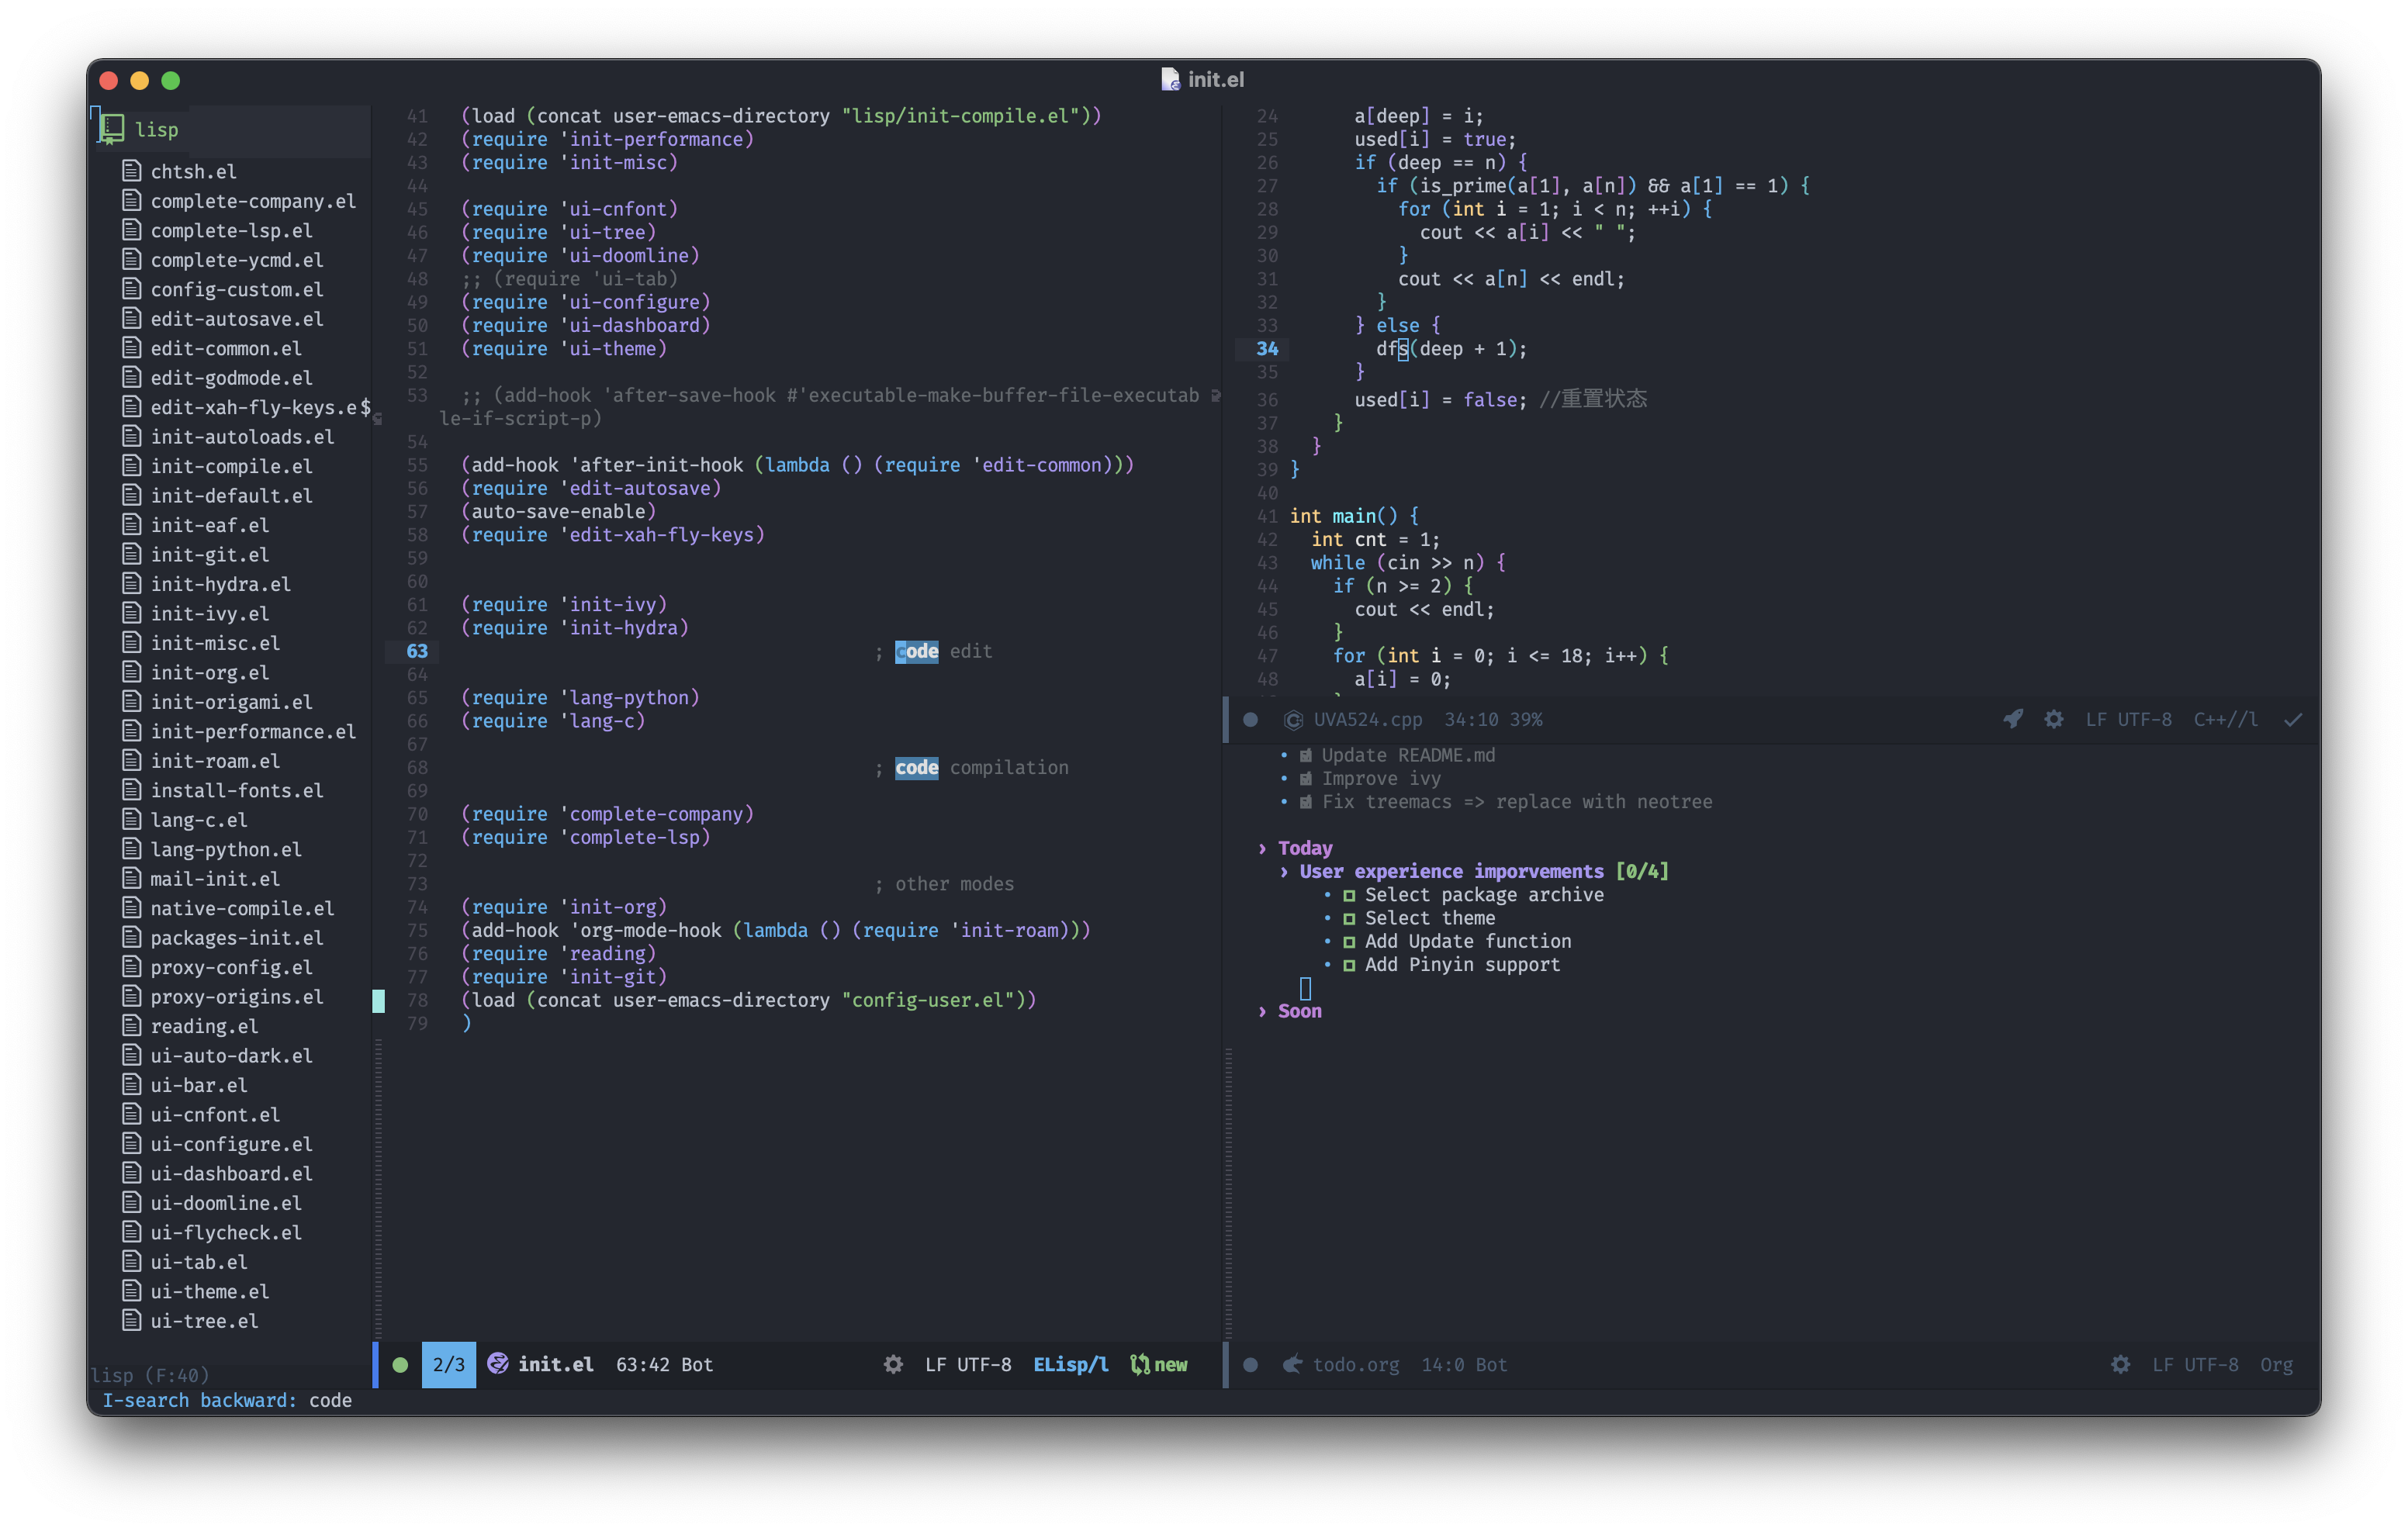 init.el
lisp
chtsh.el
complete-company.el
complete-lsp.el
complete-ycmd.el
config-custom.el
edit-autosave.el
edit-common.el
edit-godmode.el
edit-xah-fly-keys.e$
init-autoloads.el
init-compile.el
init-default.el
init-eaf.el
init-git.el
init-hydra.el
init-ivy.el
init-misc.el
init-org.el
init-origami.el
init-performance.el
init-roam.el
install-fonts.el
lang-c.el
lang-python.el
mail-init.el
native-compile.el
packages-init.el
proxy-config.el
proxy-origins.el
reading.el
ui-auto-dark.el
ui-bar.el
ui-cnfont.el
ui-configure.el
ui-dashboard.el
ui-doomline.el
ui-flycheck.el
ui-tab.el
ui-theme.el
ui-tree.el
lisp (F:40)
41 (load (concat user-emacs-directory "lisp/init-compile.el"))
42 (require 'init-performance)
43 (require 'init-misc)
44
45 (require 'ui-cnfont)
46 (require 'ui-tree)
47 (require 'ui-doomline)
48 ;; (require 'ui-tab)
49 (require 'ui-configure)
50 (require 'ui-dashboard)
51 (require 'ui-theme)
52
53 ;; (add-hook 'after-save-hook #'executable-make-buffer-file-executab
le-if-script-p)
54
55 (add-hook 'after-init-hook (lambda () (require 'edit-common)))
56 (require 'edit-autosave)
57 (auto-save-enable)
58 (require 'edit-xah-fly-keys)
59
60
61 (require 'init-ivy)
62 (require 'init-hydra)
63 ; code edit
64
65 (require 'lang-python)
66 (require 'lang-c)
67
68 ; code compilation
69
70 (require 'complete-company)
71 (require 'complete-lsp)
72
73 ; other modes
74 (require 'init-org)
75 (add-hook 'org-mode-hook (lambda () (require 'init-roam)))
76 (require 'reading)
77 (require 'init-git)
78 (load (concat user-emacs-directory "config-user.el"))
79 )
2/3 init.el 63:42 Bot LF UTF-8 ELisp/l new
24 a[deep] = i;
25 used[i] = true;
26 if (deep == n) {
27 if (is_prime(a[1], a[n]) && a[1] == 1) {
28 for (int i = 1; i < n; ++i) {
29 cout << a[i] << " ";
30 }
31 cout << a[n] << endl;
32 }
33 } else {
34 dfs(deep + 1);
35 }
36 used[i] = false; //重置状态
37 }
38 }
39 }
40
41 int main() {
42 int cnt = 1;
43 while (cin >> n) {
44 if (n >= 2) {
45 cout << endl;
46 }
47 for (int i = 0; i <= 18; i++) {
48 a[i] = 0;
UVA524.cpp 34:10 39% LF UTF-8 C++//l
Update README.md
Improve ivy
Fix treemacs => replace with neotree
Today
User experience imporvements [0/4]
Select package archive
Select theme
Add Update function
Add Pinyin support
Soon
todo.org 14:0 Bot LF UTF-8 Org
I-search backward: code